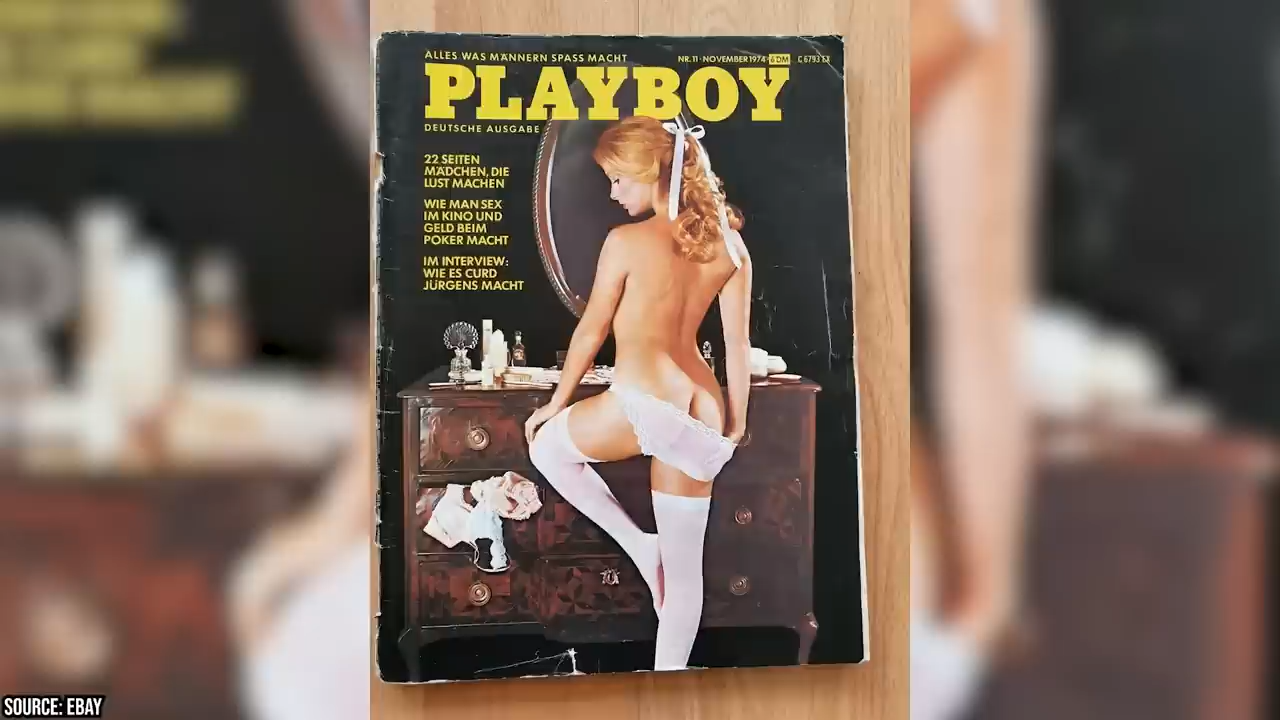 ALLES WAS MÄNNERN SPASS MACHT
NR. 11 · NOVEMBER 1974 · 6 DM C 6793 EX
PLAYBOY
DEUTSCHE AUSGABE
22 SEITEN
MÄDCHEN, DIE
LUST MACHEN
WIE MAN SEX
IM KINO UND
GELD BEIM
POKER MACHT
IM INTERVIEW:
WIE ES CURD
JÜRGENS MACHT
SOURCE: EBAY